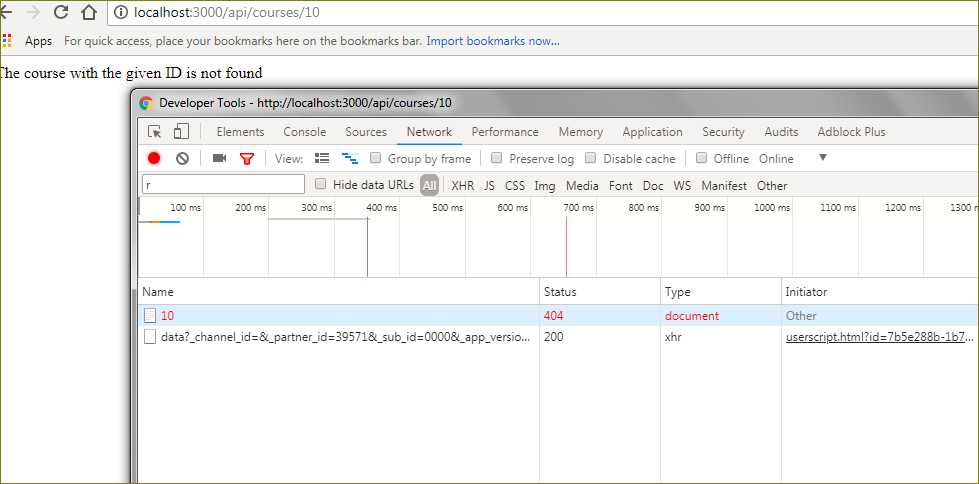 localhost:3000/api/courses/10
Apps For quick access, place your bookmarks here on the bookmarks bar. Import bookmarks now...
The course with the given ID is not found
Developer Tools - http://localhost:3000/api/courses/10
Elements Console Sources Network Performance Memory Application Security Audits Adblock Plus
View: Group by frame Preserve log Disable cache Offline Online
r Hide data URLs All XHR JS CSS Img Media Font Doc WS Manifest Other
100 ms 200 ms 300 ms 400 ms 500 ms 600 ms 700 ms 800 ms 900 ms 1000 ms 1100 ms 1200 ms 1300 ms
Name Status Type Initiator
10 404 document Other
data?_channel_id=&_partner_id=39571&_sub_id=0000&_app_versio... 200 xhr userscript.html?id=7b5e288b-1b7...